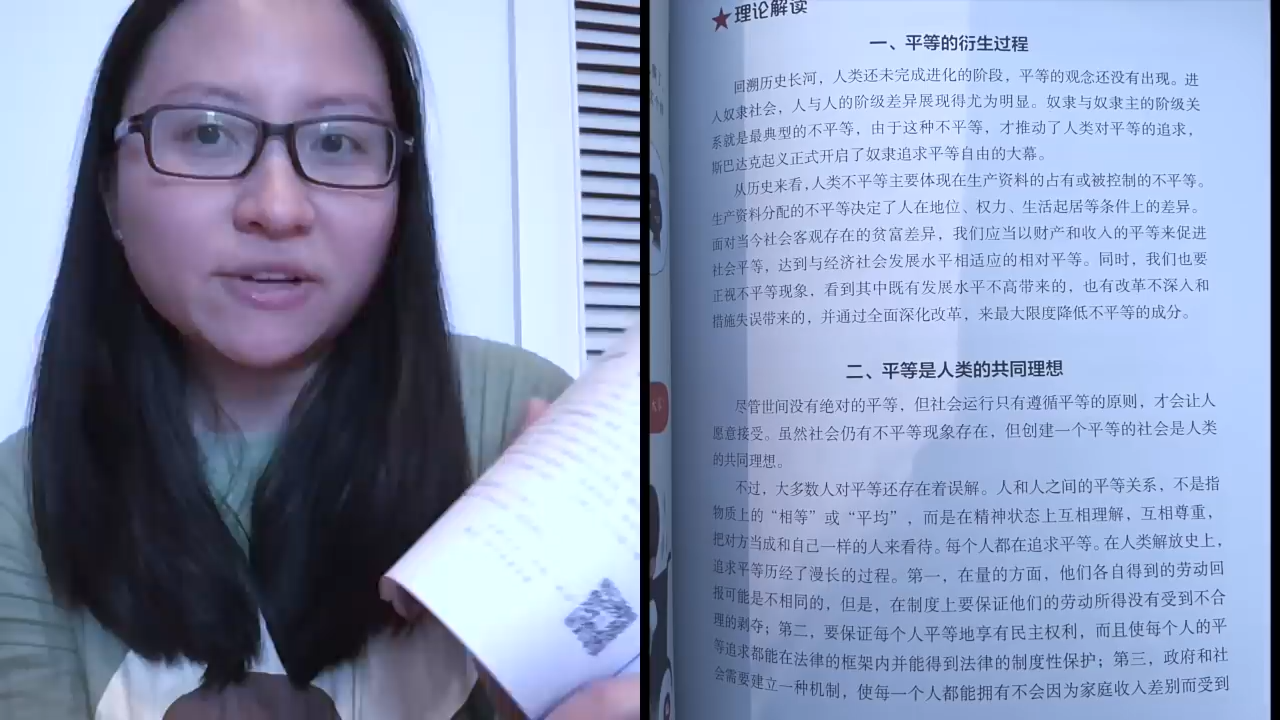 ★理论解读
一、平等的衍生过程
回溯历史长河，人类还未完成进化的阶段，平等的观念还没有出现。进
入奴隶社会，人与人的阶级差异展现得尤为明显。奴隶与奴隶主的阶级关
系就是最典型的不平等，由于这种不平等，才推动了人类对平等的追求，
斯巴达克起义正式开启了奴隶追求平等自由的大幕。
从历史来看，人类不平等主要体现在生产资料的占有或被控制的不平等。
生产资料分配的不平等决定了人在地位、权力、生活起居等条件上的差异。
面对当今社会客观存在的贫富差异，我们应当以财产和收入的平等来促进
社会平等，达到与经济社会发展水平相适应的相对平等。同时，我们也要
正视不平等现象，看到其中既有发展水平不高带来的，也有改革不深入和
措施失误带来的，并通过全面深化改革，来最大限度降低不平等的成分。
二、平等是人类的共同理想
尽管世间没有绝对的平等，但社会运行只有遵循平等的原则，才会让人
愿意接受。虽然社会仍有不平等现象存在，但创建一个平等的社会是人类
的共同理想。
不过，大多数人对平等还存在着误解。人和人之间的平等关系，不是指
物质上的“相等”或“平均”，而是在精神状态上互相理解，互相尊重，
把对方当成和自己一样的人来看待。每个人都在追求平等。在人类解放史上，
追求平等历经了漫长的过程。第一，在量的方面，他们各自得到的劳动回
报可能是不相同的，但是，在制度上要保证他们的劳动所得没有受到不合
理的剥夺；第二，要保证每个人平等地享有民主权利，而且使每个人的平
等追求都能在法律的框架内并能得到法律的制度性保护；第三，政府和社
会需要建立一种机制，使每一个人都能拥有不会因为家庭收入差别而受到